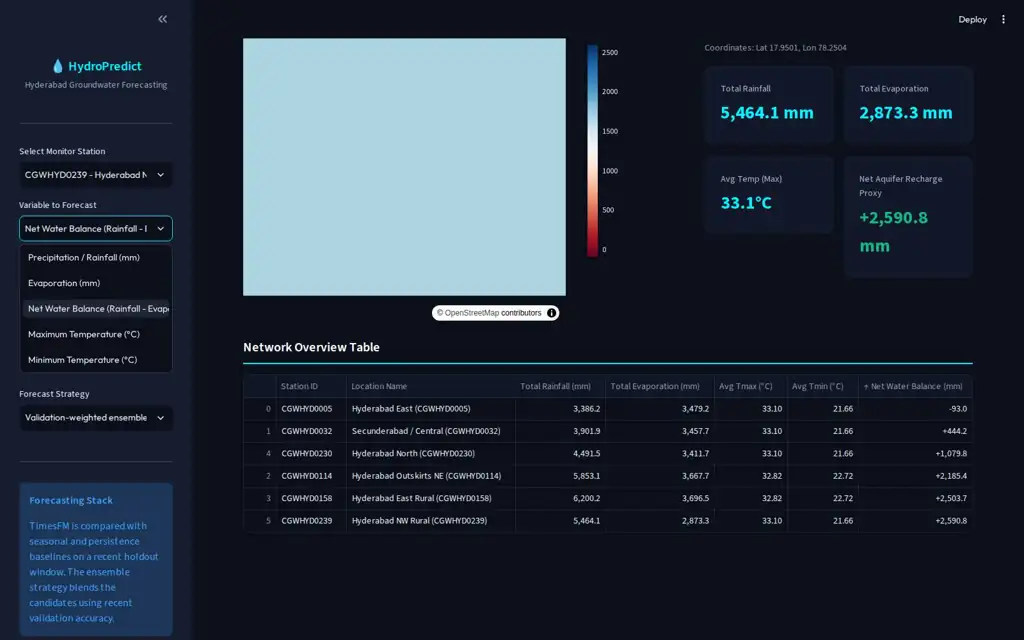 Deploy
💧 HydroPredict
Hyderabad Groundwater Forecasting
Select Monitor Station
CGWHYD0239 - Hyderabad N
Variable to Forecast
Net Water Balance (Rainfall - I
Precipitation / Rainfall (mm)
Evaporation (mm)
Net Water Balance (Rainfall - Evap
Maximum Temperature (°C)
Minimum Temperature (°C)
Forecast Strategy
Validation-weighted ensemble
Forecasting Stack
TimesFM is compared with
seasonal and persistence
baselines on a recent holdout
window. The ensemble
strategy blends the
candidates using recent
validation accuracy.
2500
2000
1500
1000
500
0
© OpenStreetMap contributors
Coordinates: Lat 17.9501, Lon 78.2504
Total Rainfall
5,464.1 mm
Total Evaporation
2,873.3 mm
Avg Temp (Max)
33.1°C
Net Aquifer Recharge
Proxy
+2,590.8
mm
Network Overview Table
Station ID Location Name Total Rainfall (mm) Total Evaporation (mm) Avg Tmax (°C) Avg Tmin (°C) ↑ Net Water Balance (mm)
0 CGWHYD0005 Hyderabad East (CGWHYD0005) 3,386.2 3,479.2 33.10 21.66 -93.0
1 CGWHYD0032 Secunderabad / Central (CGWHYD0032) 3,901.9 3,457.7 33.10 21.66 +444.2
4 CGWHYD0230 Hyderabad North (CGWHYD0230) 4,491.5 3,411.7 33.10 21.66 +1,079.8
2 CGWHYD0114 Hyderabad Outskirts NE (CGWHYD0114) 5,853.1 3,667.7 32.82 22.72 +2,185.4
3 CGWHYD0158 Hyderabad East Rural (CGWHYD0158) 6,200.2 3,696.5 32.82 22.72 +2,503.7
5 CGWHYD0239 Hyderabad NW Rural (CGWHYD0239) 5,464.1 2,873.3 33.10 21.66 +2,590.8